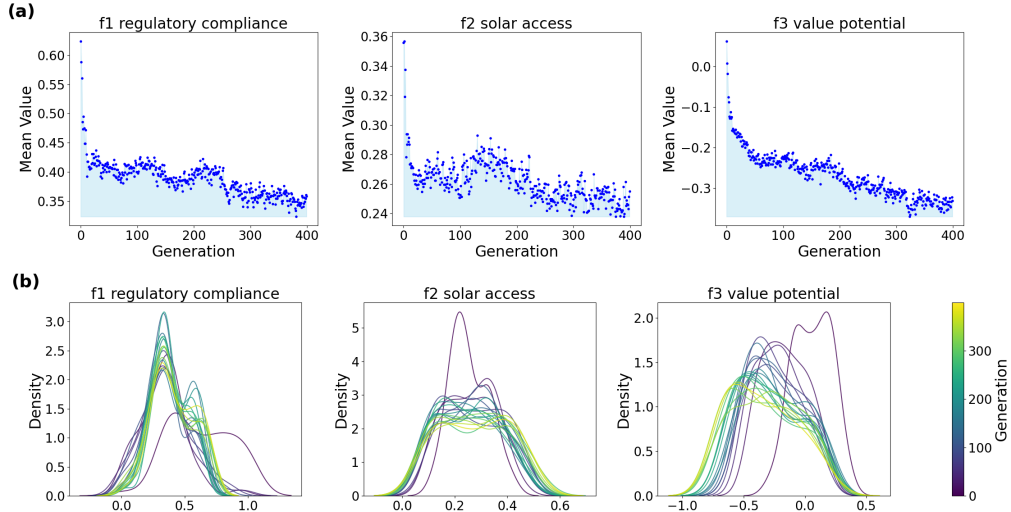 (a)
f1 regulatory compliance
f2 solar access
f3 value potential
Mean Value
0.60
0.55
0.50
0.45
0.40
0.35
0 100 200 300 400
Generation
Mean Value
0.36
0.34
0.32
0.30
0.28
0.26
0.24
0 100 200 300 400
Generation
Mean Value
0.0
−0.1
−0.2
−0.3
0 100 200 300 400
Generation
(b)
f1 regulatory compliance
f2 solar access
f3 value potential
Density
3.0
2.5
2.0
1.5
1.0
0.5
0.0
0.0 0.5 1.0
Density
5
4
3
2
1
0
0.0 0.2 0.4 0.6
Density
2.0
1.5
1.0
0.5
0.0
−1.0 −0.5 0.0 0.5
300
200
100
0
Generation